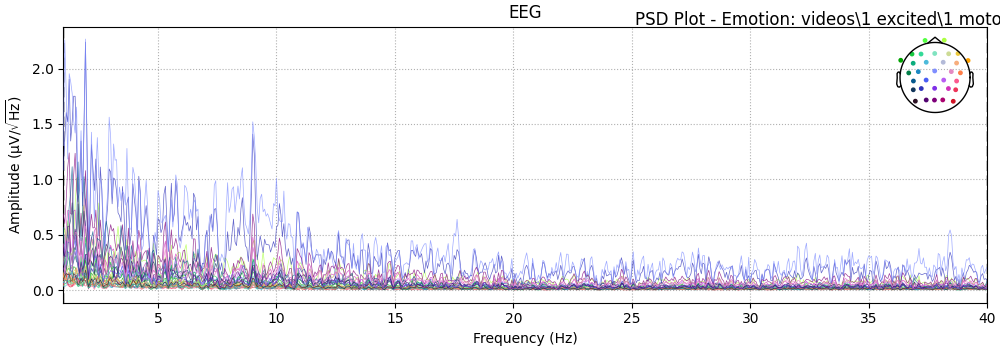 EEG
PSD Plot - Emotion: videos\1 excited\1 moto
2.0
1.5
1.0
0.5
0.0
Amplitude (μV/√Hz)
5 10 15 20 25 30 35 40
Frequency (Hz)